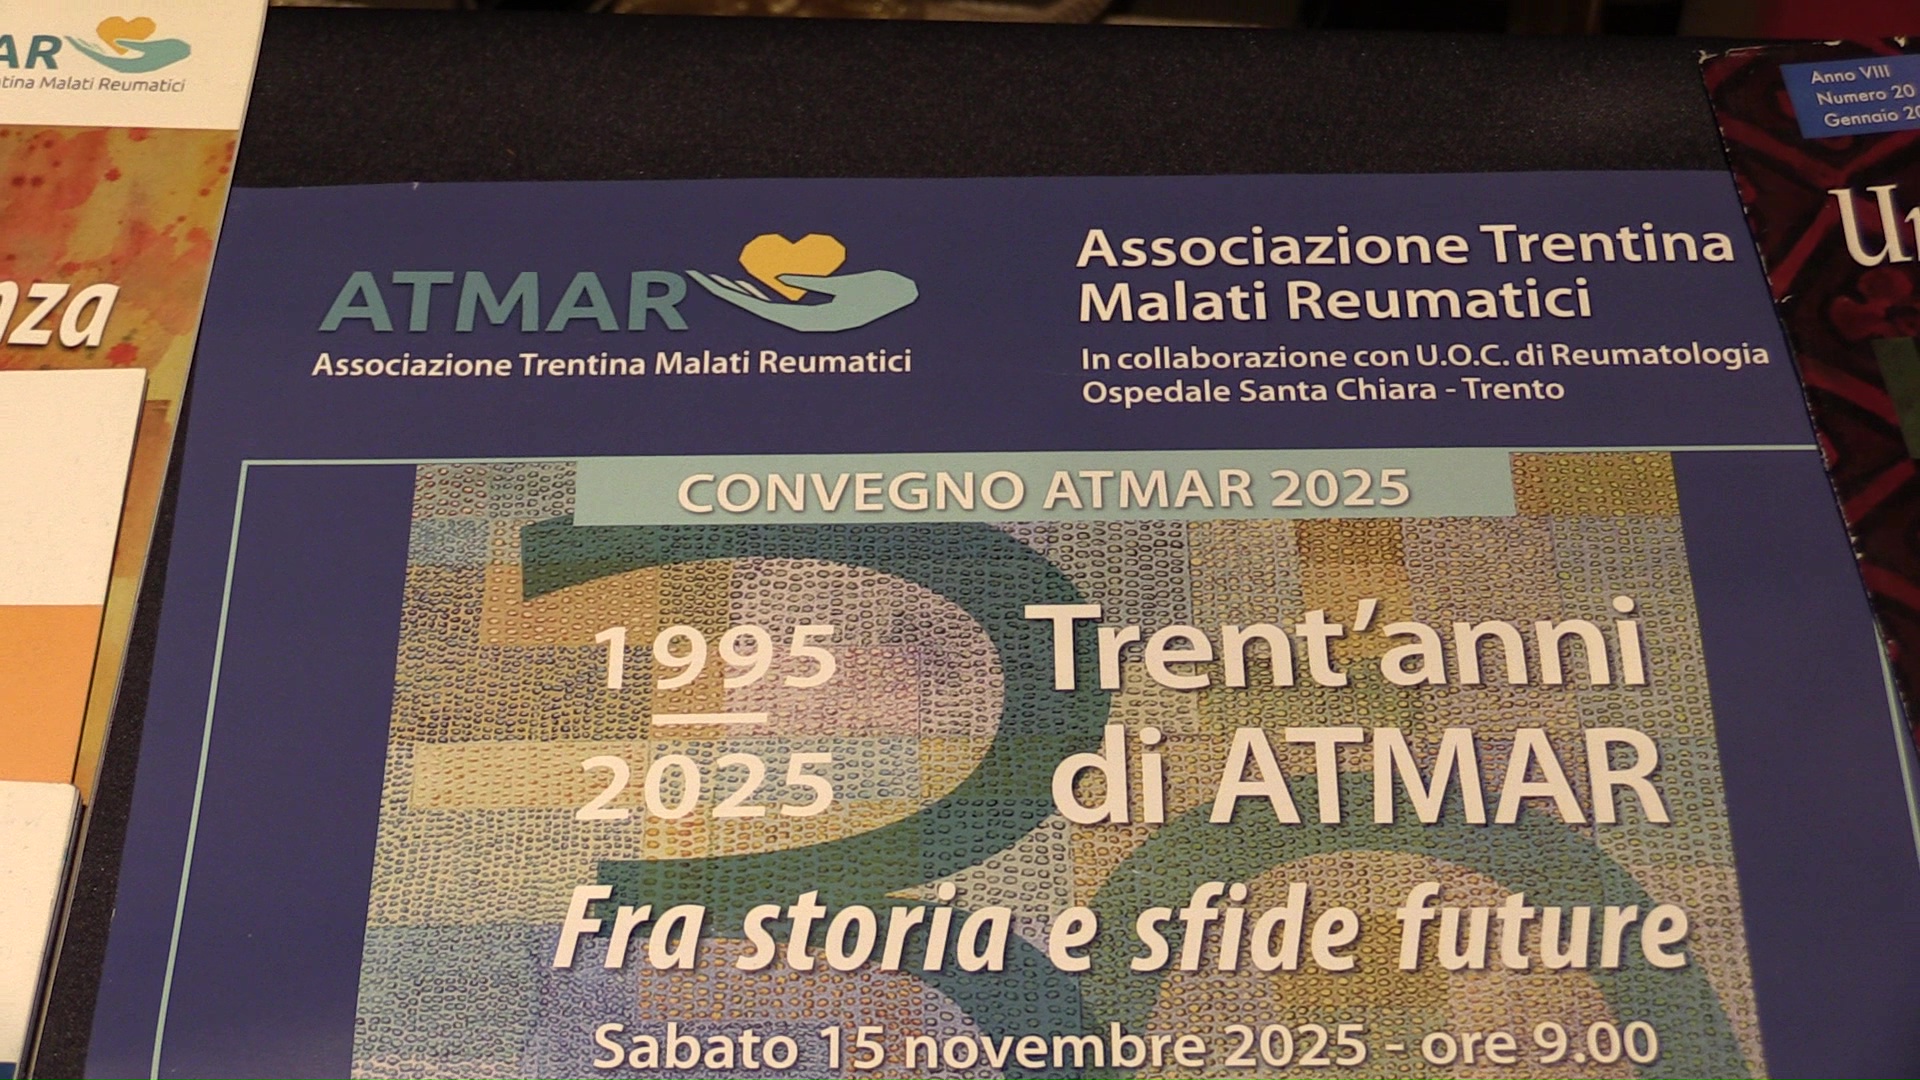 AR
Malati Reumatici
Anno VIII
Numero 20
Gennaio
ATMAR
Associazione Trentina Malati Reumatici
Associazione Trentina
Malati Reumatici
In collaborazione con U.O.C. di Reumatologia
Ospedale Santa Chiara - Trento
CONVEGNO ATMAR 2025
1995
2025
Trent'anni
di ATMAR
Fra storia e sfide future
Sabato 15 novembre 2025 - ore 9.00